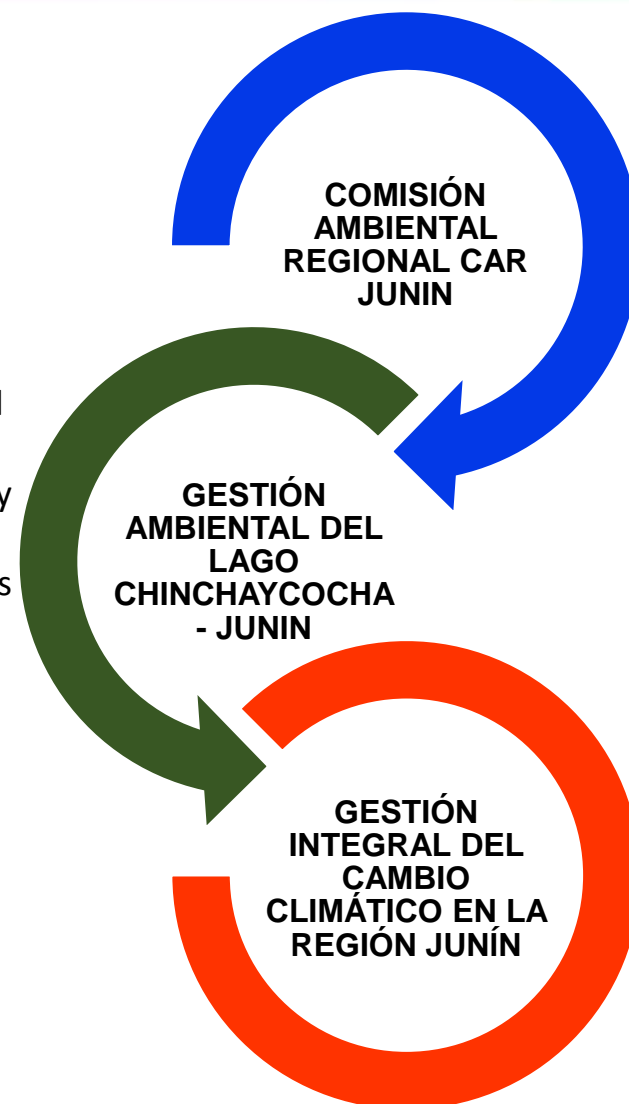 COMISIÓN
AMBIENTAL
REGIONAL CAR
JUNIN
y
s
GESTIÓN
AMBIENTAL DEL
LAGO
CHINCHAYCOCHA
- JUNIN
GESTIÓN
INTEGRAL DEL
CAMBIO
CLIMÁTICO EN LA
REGIÓN JUNÍN